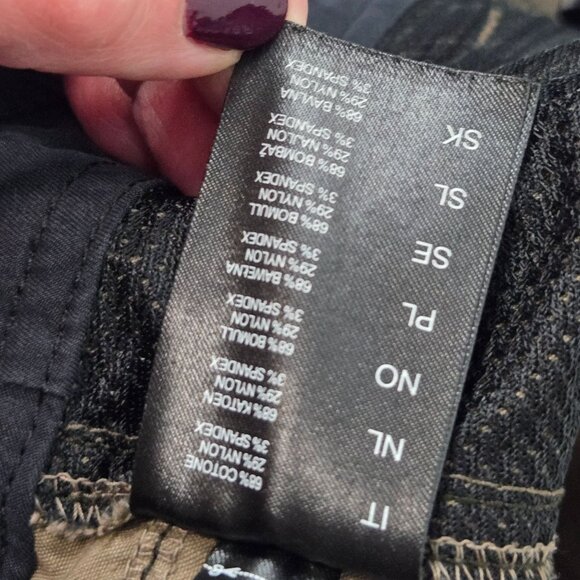 IT
68% COTONE
29% NYLON
3% SPANDEX
NL
68% KATOEN
29% NYLON
3% SPANDEX
NO
68% BOMULL
29% NYLON
3% SPANDEX
PL
68% BAWEŁNA
29% NYLON
3% SPANDEX
SE
68% BOMULL
29% NYLON
3% SPANDEX
SL
68% BOMBAŽ
29% NAJLON
3% SPANDEX
SK
68% BAVLNA
29% NYLON
3% SPANDEX